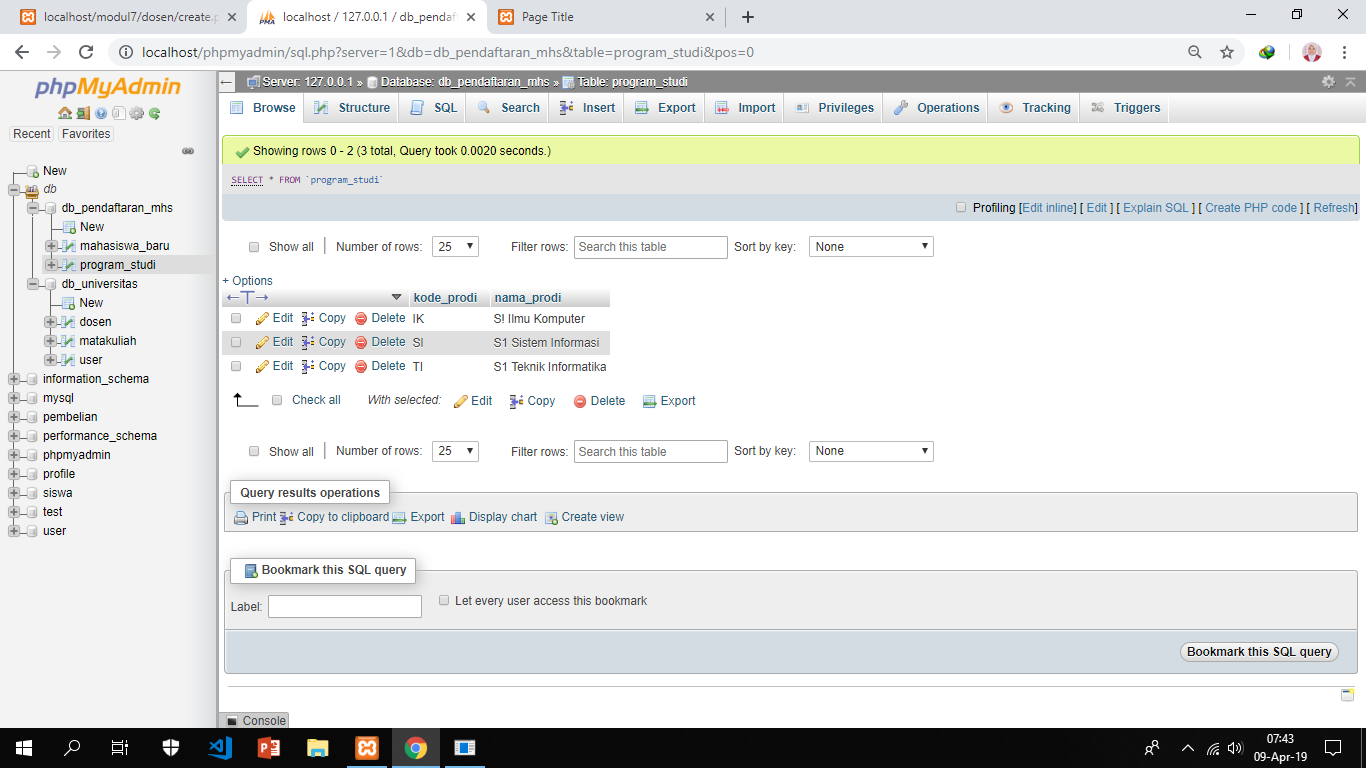 localhost/modul7/dosen/create.p
localhost / 127.0.0.1 / db_pendaft
Page Title
localhost/phpmyadmin/sql.php?server=1&db=db_pendaftaran_mhs&table=program_studi&pos=0
phpMyAdmin
Recent Favorites
New
db
db_pendaftaran_mhs
New
mahasiswa_baru
program_studi
db_universitas
New
dosen
matakuliah
user
information_schema
mysql
pembelian
performance_schema
phpmyadmin
profile
siswa
test
user
Server: 127.0.0.1 » Database: db_pendaftaran_mhs » Table: program_studi
Browse Structure SQL Search Insert Export Import Privileges Operations Tracking Triggers
Showing rows 0 - 2 (3 total, Query took 0.0020 seconds.)
SELECT * FROM `program_studi`
Profiling [Edit inline] [ Edit ] [ Explain SQL ] [ Create PHP code ] [ Refresh]
Show all | Number of rows: 25 Filter rows: Search this table Sort by key: None
+ Options
←T→ kode_prodi nama_prodi
Edit Copy Delete IK S! Ilmu Komputer
Edit Copy Delete SI S1 Sistem Informasi
Edit Copy Delete TI S1 Teknik Informatika
Check all With selected: Edit Copy Delete Export
Show all | Number of rows: 25 Filter rows: Search this table Sort by key: None
Query results operations
Print Copy to clipboard Export Display chart Create view
Bookmark this SQL query
Label: Let every user access this bookmark
Bookmark this SQL query
Console
07:43
09-Apr-19